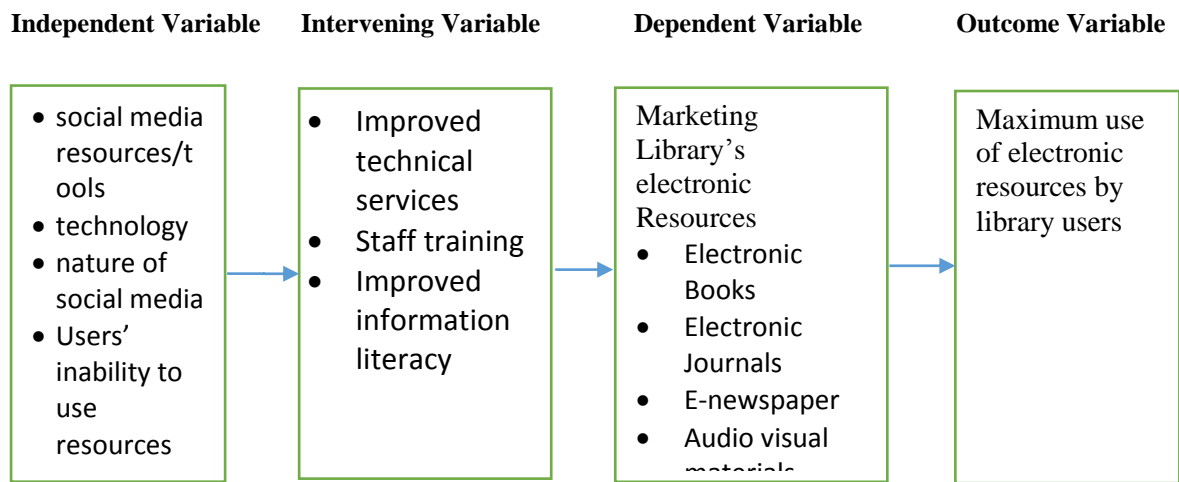 Independent Variable
Intervening Variable
Dependent Variable
Outcome Variable
• social media
resources/t
ools
• technology
• nature of
social media
• Users’
inability to
use
resources
• Improved
technical
services
• Staff training
• Improved
information
literacy
Marketing
Library’s
electronic
Resources
• Electronic
Books
• Electronic
Journals
• E-newspaper
• Audio visual
materials
Maximum use
of electronic
resources by
library users